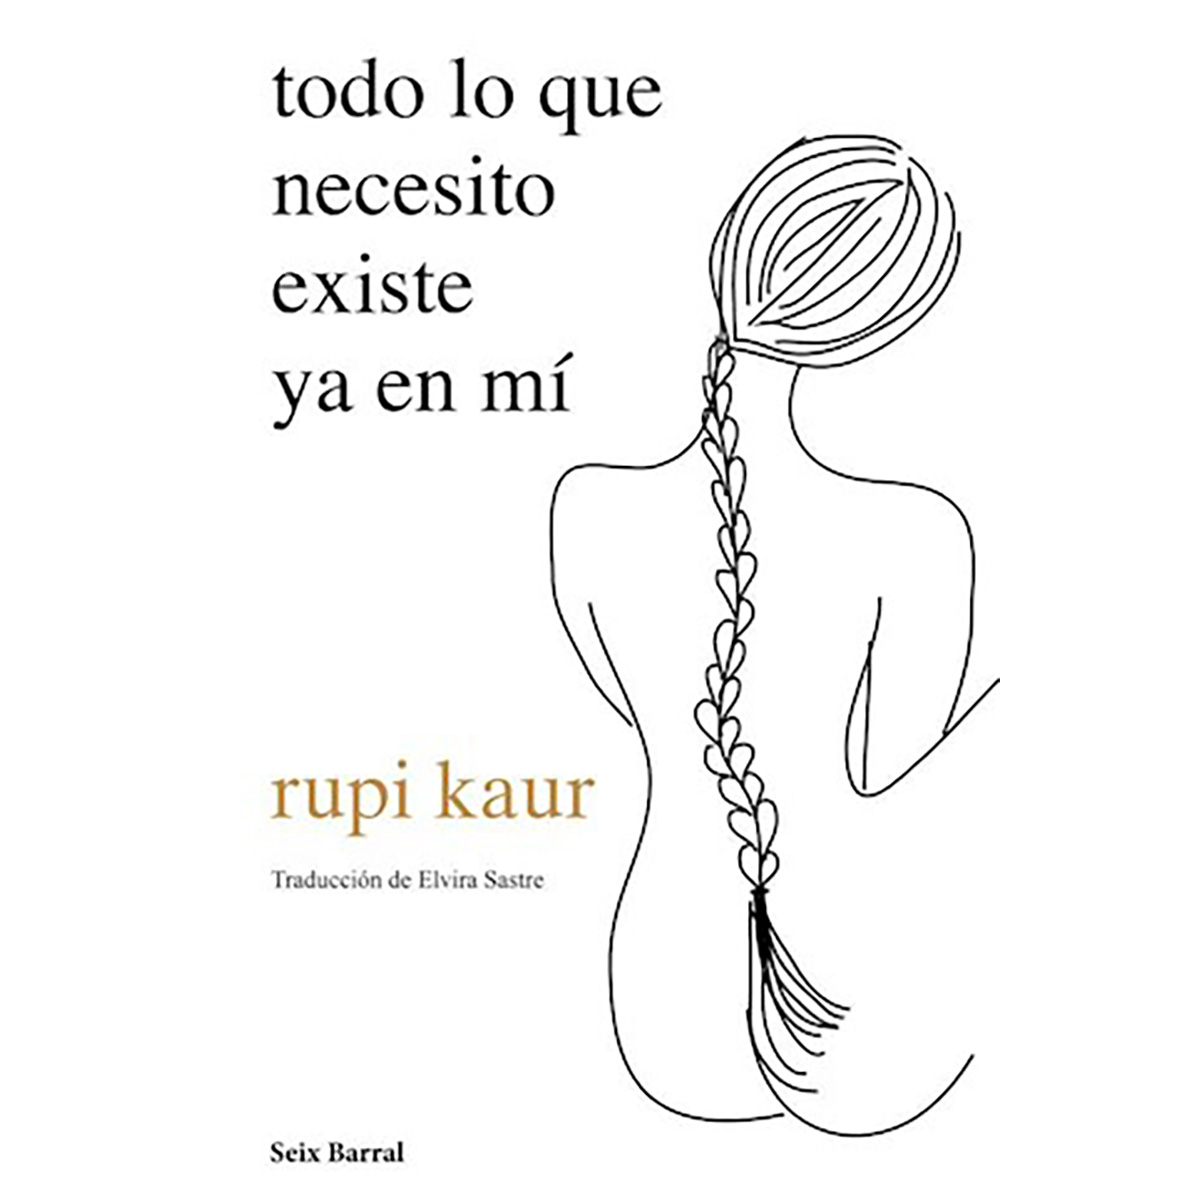 todo lo que
necesito
existe
ya en mí
rupi kaur
Traducción de Elvira Sastre
Seix Barral